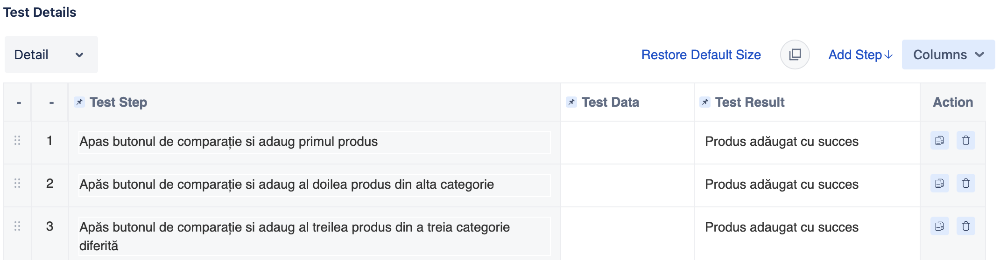 Test Details
Detail
Restore Default Size
Add Step↓
Columns
- - Test Step Test Data Test Result Action
1 Apas butonul de comparație si adaug primul produs Produs adăugat cu succes
2 Apăs butonul de comparație si adaug al doilea produs din alta categorie Produs adăugat cu succes
3 Apăs butonul de comparație si adaug al treilea produs din a treia categorie Produs adaugat cu succes
diferită